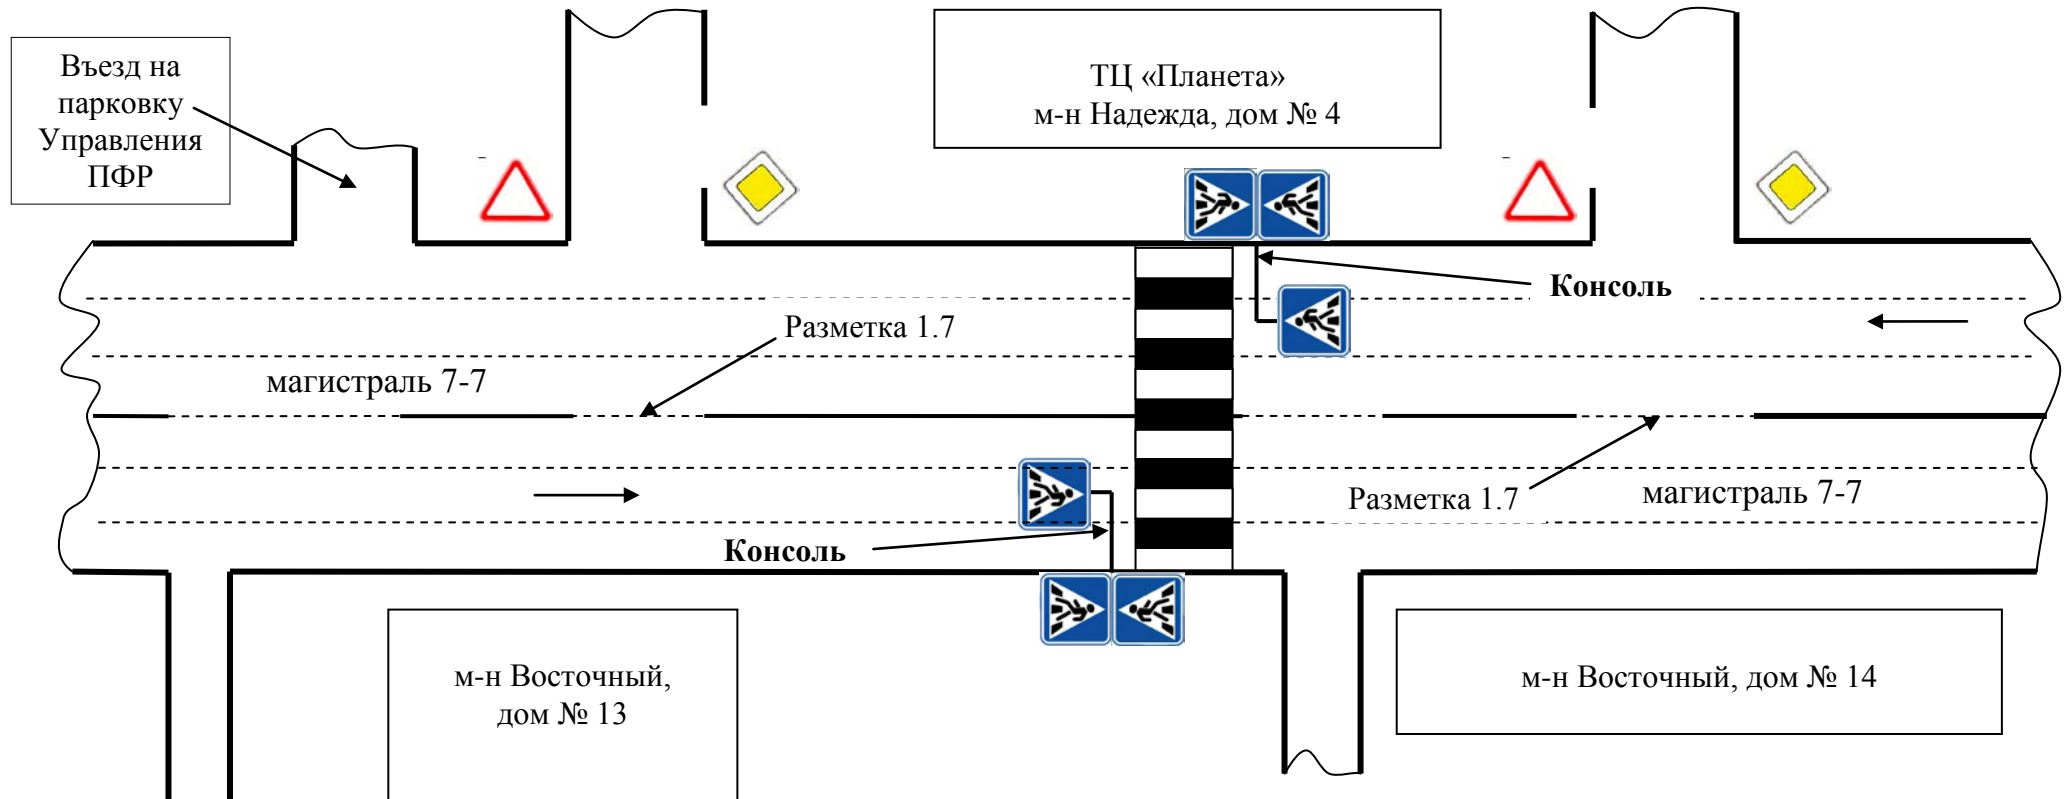 Въезд на
парковку
Управления
ПФР
ТЦ «Планета»
м-н Надежда, дом № 4
Консоль
Разметка 1.7
магистраль 7-7
Разметка 1.7
магистраль 7-7
Консоль
м-н Восточный,
дом № 13
м-н Восточный, дом № 14